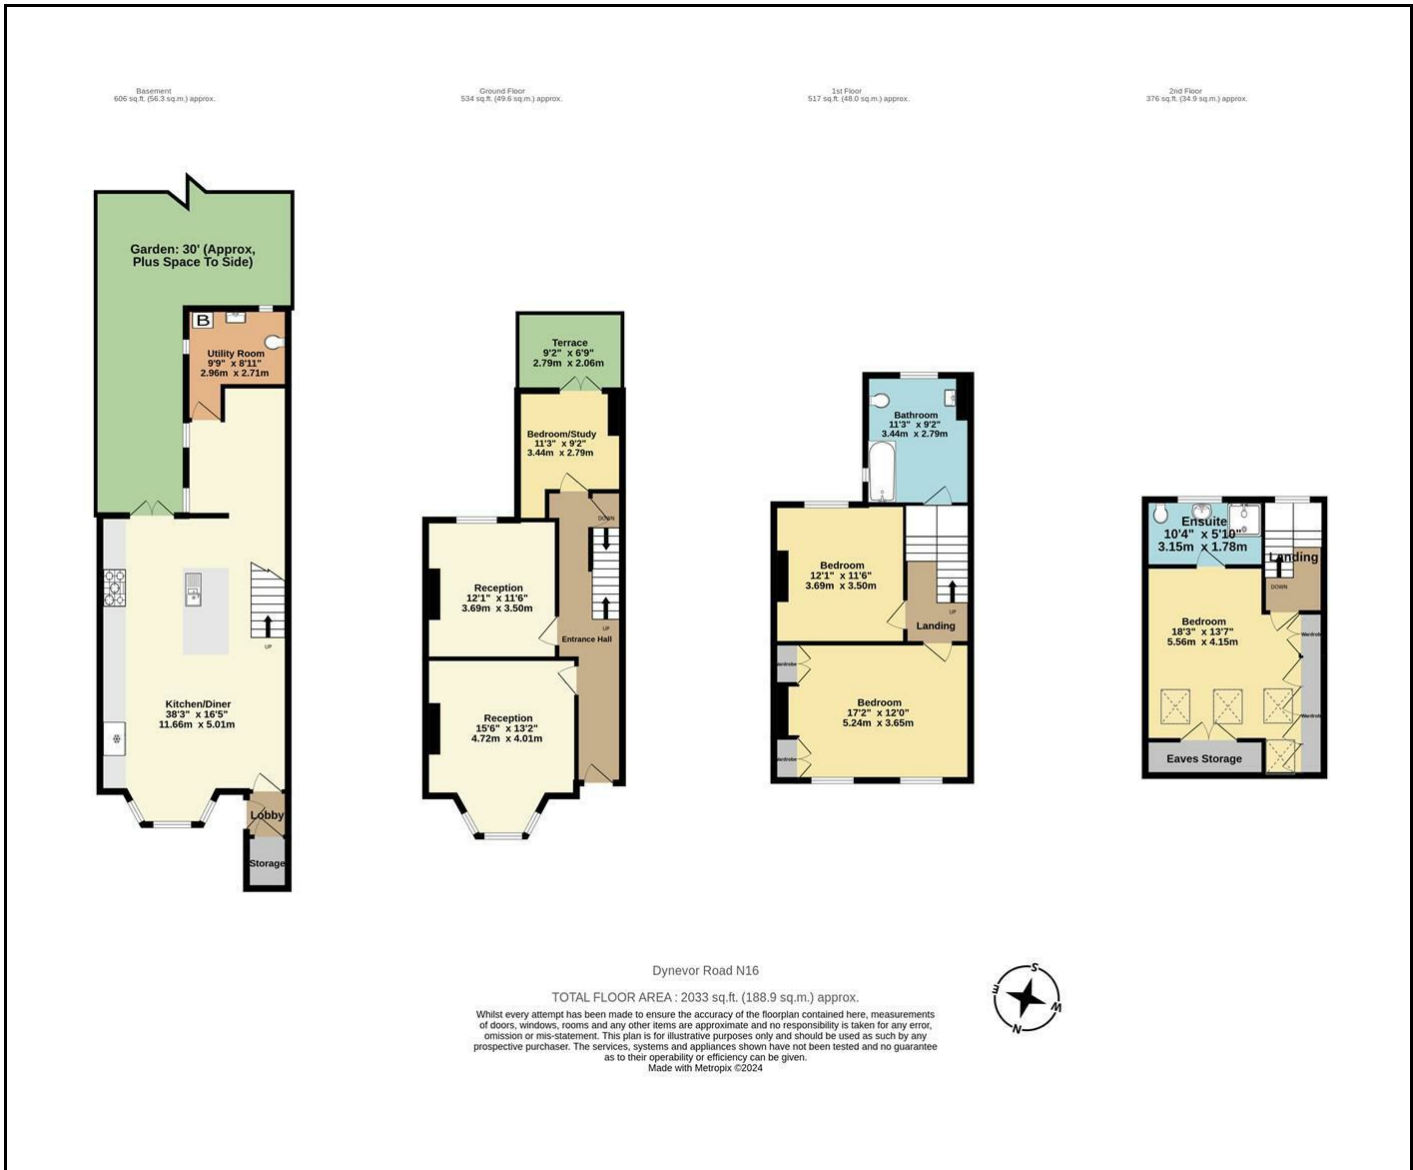 Basement
606 sq.ft. (56.3 sq.m.) approx.
Ground Floor
534 sq.ft. (49.6 sq.m.) approx.
1st Floor
517 sq.ft. (48.0 sq.m.) approx.
2nd Floor
376 sq.ft. (34.9 sq.m.) approx.
Garden: 30' (Approx,
Plus Space To Side)
B
Utility Room
9'9" x 8'11"
2.96m x 2.71m
UP
Kitchen/Diner
38'3" x 16'5"
11.66m x 5.01m
Lobby
Storage
Terrace
9'2" x 6'9"
2.79m x 2.06m
Bedroom/Study
11'3" x 9'2"
3.44m x 2.79m
DOWN
Reception
12'1" x 11'6"
3.69m x 3.50m
UP
Entrance Hall
Reception
15'6" x 13'2"
4.72m x 4.01m
Bathroom
11'3" x 9'2"
3.44m x 2.79m
Bedroom
12'1" x 11'6"
3.69m x 3.50m
UP
Landing
Wardrobe
Bedroom
17'2" x 12'0"
5.24m x 3.65m
Wardrobe
Ensuite
10'4" x 5'10"
3.15m x 1.78m
Landing
DOWN
Bedroom
18'3" x 13'7"
5.56m x 4.15m
Wardrobe
Wardrobe
Eaves Storage
Dynevor Road N16
TOTAL FLOOR AREA : 2033 sq.ft. (188.9 sq.m.) approx.
Whilst every attempt has been made to ensure the accuracy of the floorplan contained here, measurements
of doors, windows, rooms and any other items are approximate and no responsibility is taken for any error,
omission or mis-statement. This plan is for illustrative purposes only and should be used as such by any
prospective purchaser. The services, systems and appliances shown have not been tested and no guarantee
as to their operability or efficiency can be given.
Made with Metropix ©2024
S
E
W
N